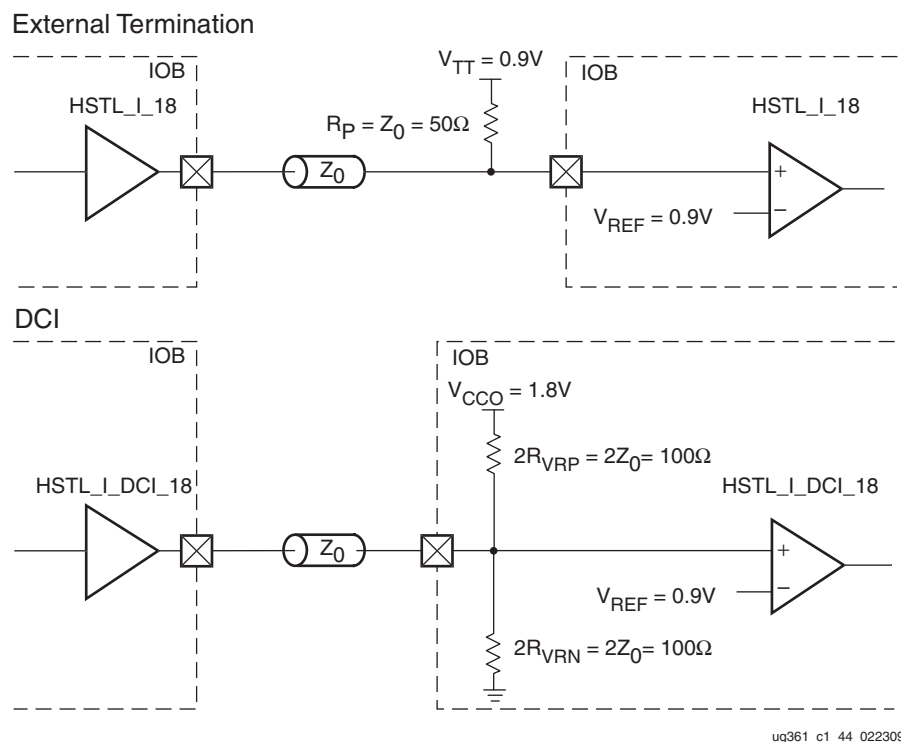 External Termination
IOB
HSTL_I_18
V_TT = 0.9V
R_P = Z_0 = 50Ω
Z_0
IOB
HSTL_I_18
+
−
V_REF = 0.9V
DCI
IOB
HSTL_I_DCI_18
Z_0
IOB
V_CCO = 1.8V
2R_VRP = 2Z_0= 100Ω
HSTL_I_DCI_18
+
−
V_REF = 0.9V
2R_VRN = 2Z_0= 100Ω
ug361_c1_44_022309